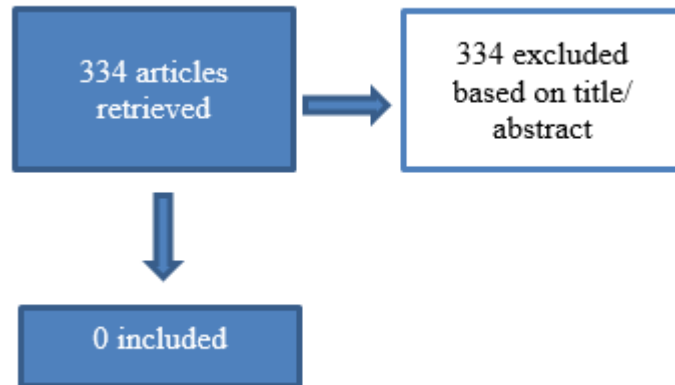 334 articles
retrieved
334 excluded
based on title/
abstract
0 included